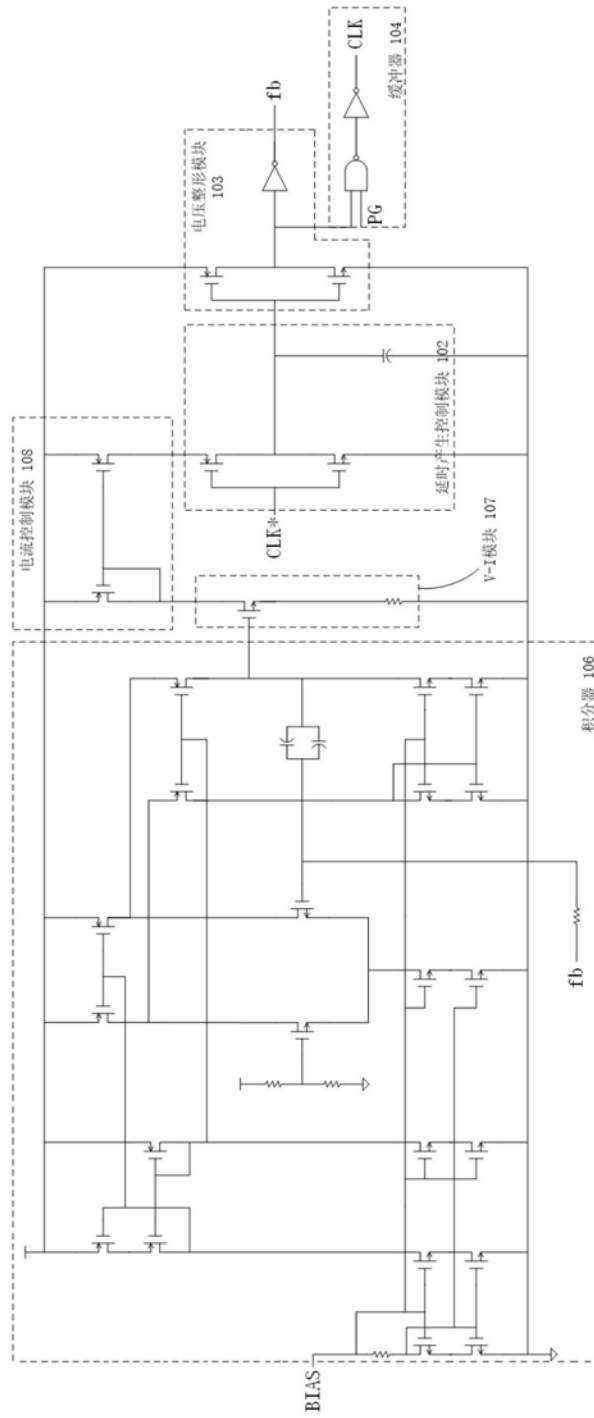 BIAS
fb
积分器 106
V-I模块 107
电流控制模块 108
CLK*
延时产生控制模块 102
电压整形模块
103
fb
PG
CLK
缓冲器 104